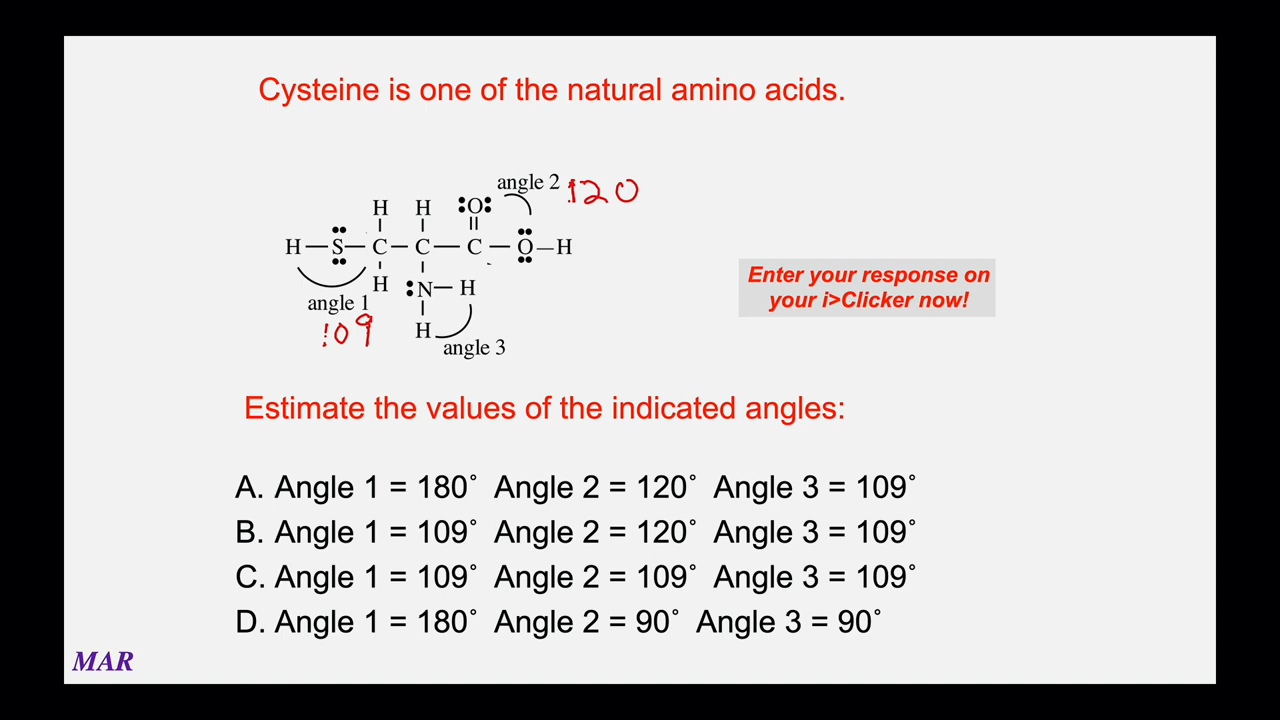 Cysteine is one of the natural amino acids.
angle 2 120
H H :O:
H—S—C—C—C—O—H
H :N—H
angle 1
109
H
angle 3
Enter your response on
your i>Clicker now!
Estimate the values of the indicated angles:
A. Angle 1 = 180˚ Angle 2 = 120˚ Angle 3 = 109˚
B. Angle 1 = 109˚ Angle 2 = 120˚ Angle 3 = 109˚
C. Angle 1 = 109˚ Angle 2 = 109˚ Angle 3 = 109˚
D. Angle 1 = 180˚ Angle 2 = 90˚ Angle 3 = 90˚
MAR